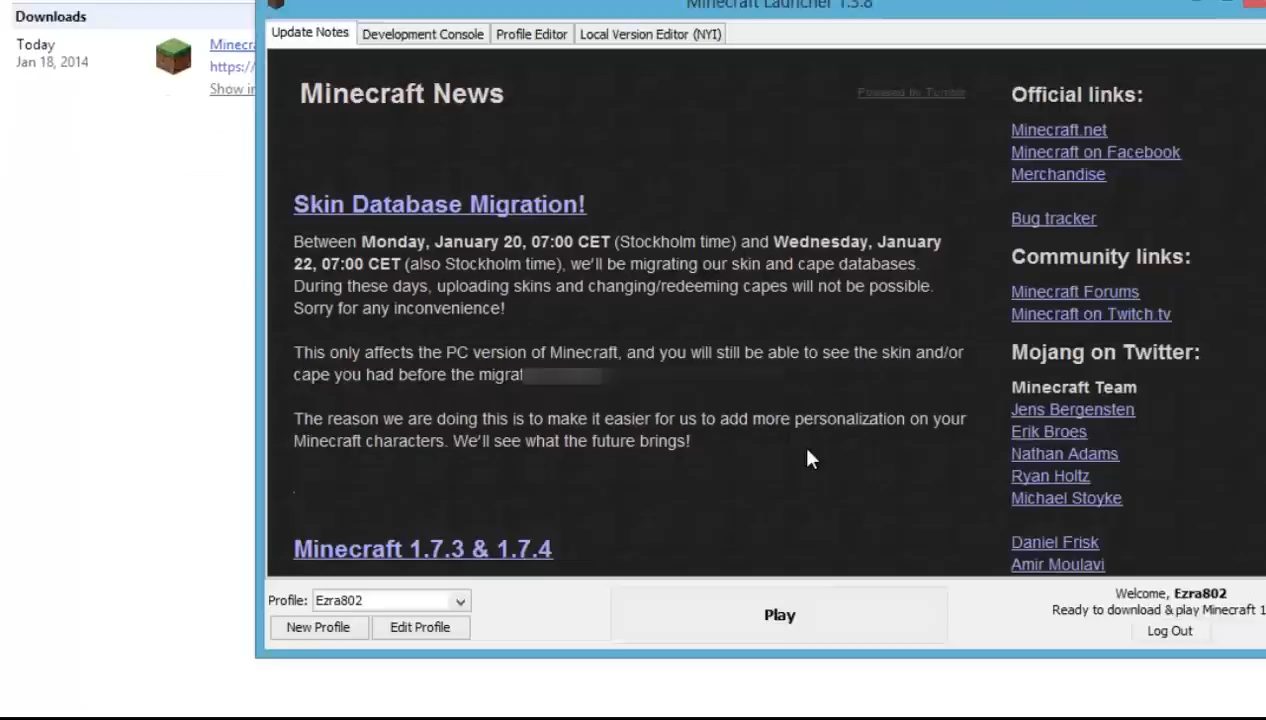 Downloads
Minecraft Launcher 1.3.8
Update Notes
Development Console
Profile Editor
Local Version Editor (NYI)
Today
Jan 18, 2014
https://
Minecraft News
Powered by Tumblr
Skin Database Migration!
Between Monday, January 20, 07:00 CET (Stockholm time) and Wednesday, January
22, 07:00 CET (also Stockholm time), we'll be migrating our skin and cape databases.
During these days, uploading skins and changing/redeeming capes will not be possible.
Sorry for any inconvenience!
This only affects the PC version of Minecraft, and you will still be able to see the skin and/or
cape you had before the migrat
The reason we are doing this is to make it easier for us to add more personalization on your
Minecraft characters. We'll see what the future brings!
Minecraft 1.7.3 & 1.7.4
Official links:
Minecraft.net
Minecraft on Facebook
Merchandise
Bug tracker
Community links:
Minecraft Forums
Minecraft on Twitch.tv
Mojang on Twitter:
Minecraft Team
Jens Bergensten
Erik Broes
Nathan Adams
Ryan Holtz
Michael Stoyke
Daniel Frisk
Amir Moulavi
Profile: Ezra802
New Profile
Edit Profile
Play
Welcome, Ezra802
Ready to download & play Minecraft 1
Log Out